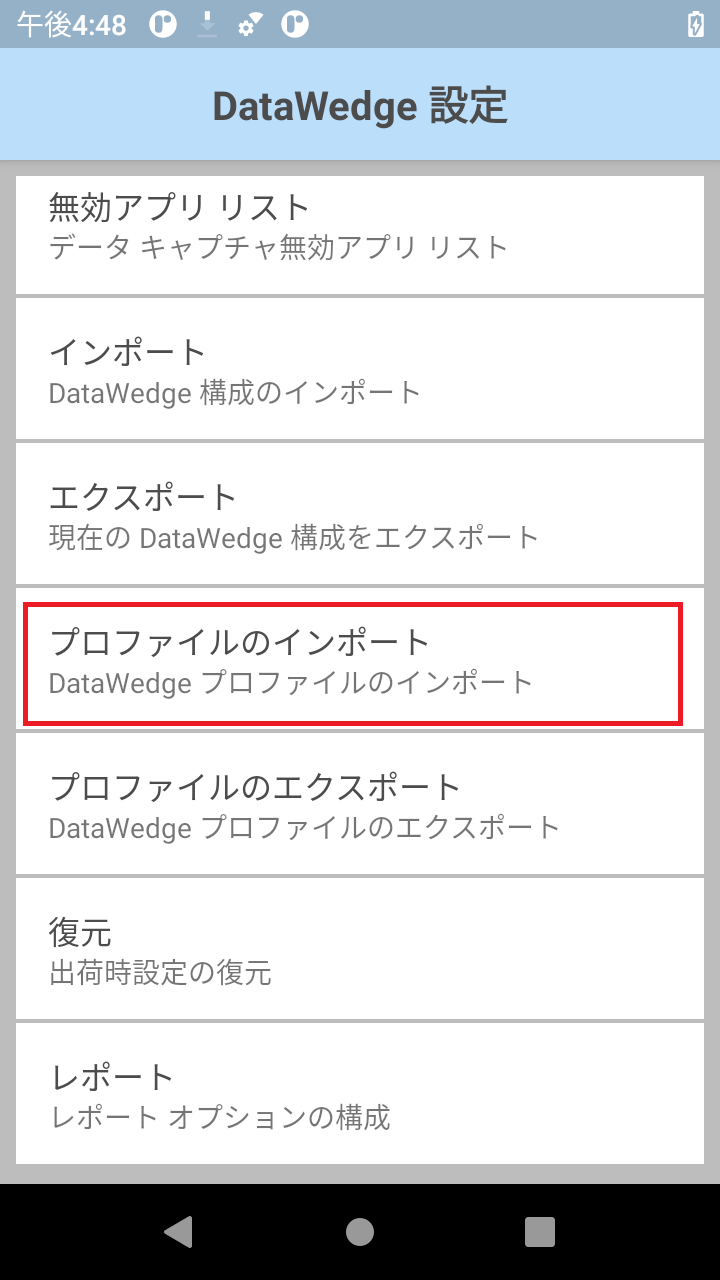 午後4:48
DataWedge 設定
無効アプリ リスト
データ キャプチャ無効アプリ リスト
インポート
DataWedge 構成のインポート
エクスポート
現在の DataWedge 構成をエクスポート
プロファイルのインポート
DataWedge プロファイルのインポート
プロファイルのエクスポート
DataWedge プロファイルのエクスポート
復元
出荷時設定の復元
レポート
レポート オプションの構成